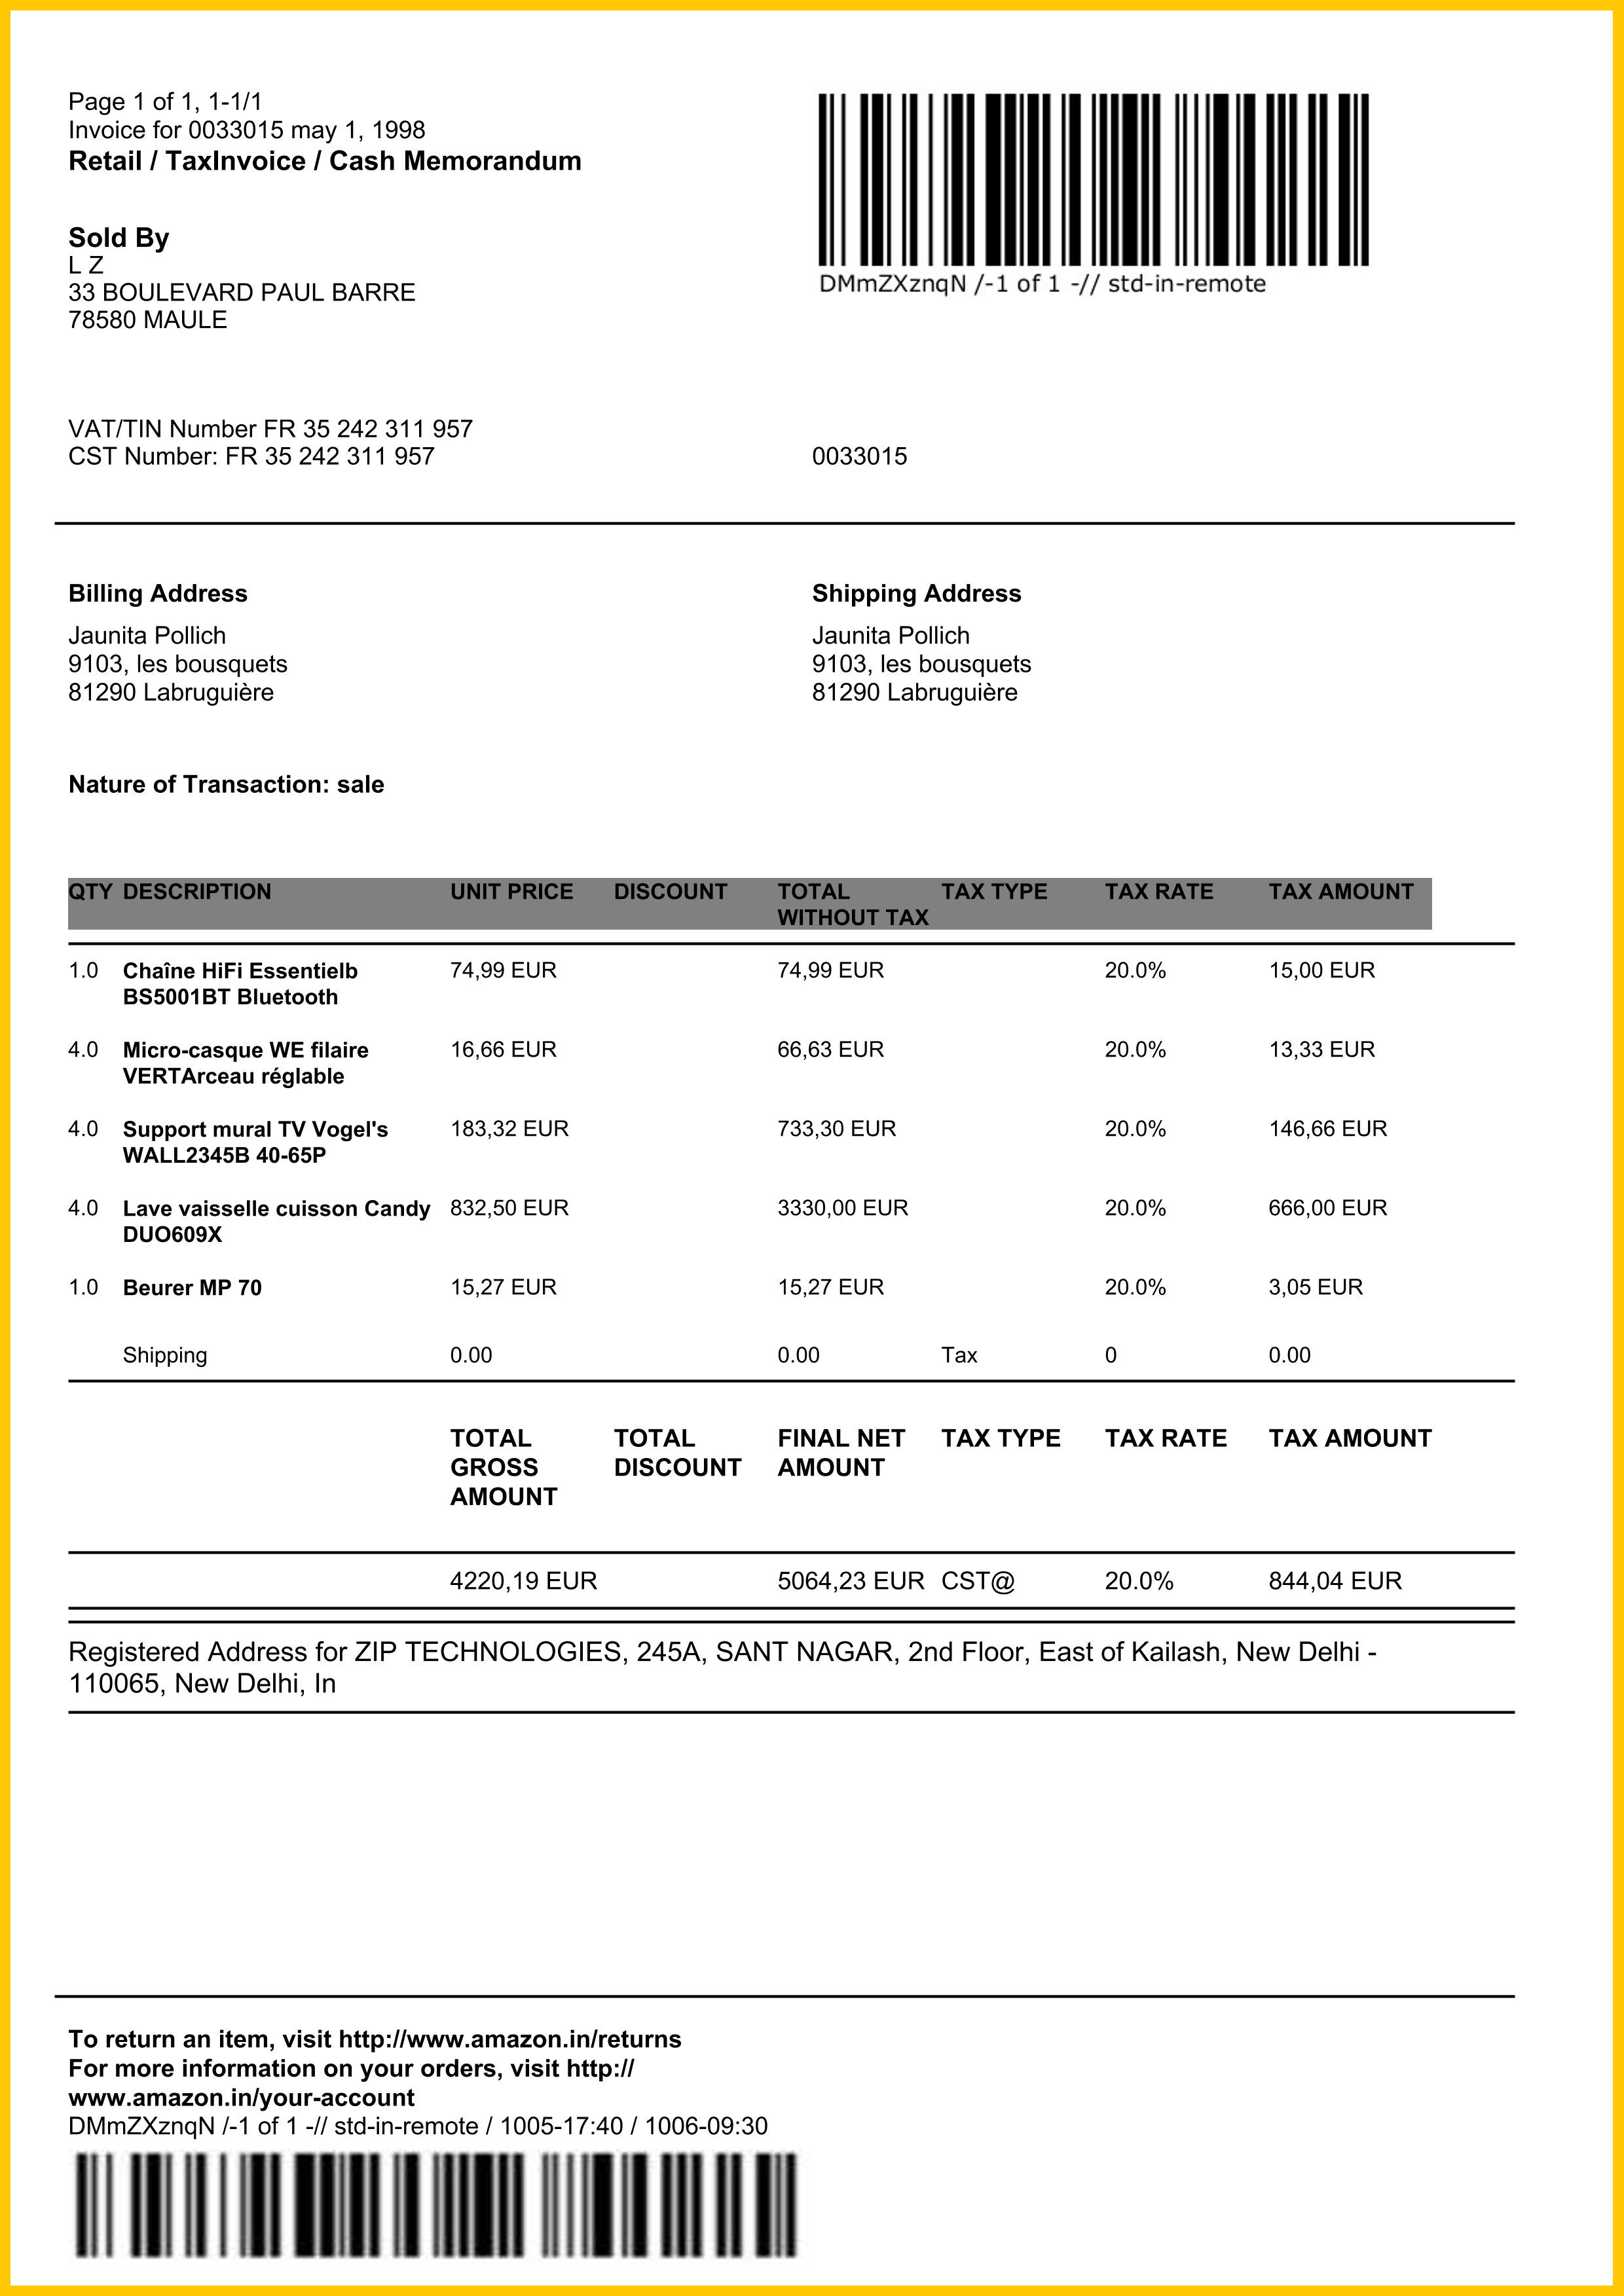 Page 1 of 1, 1-1/1
Invoice for 0033015 may 1, 1998
Retail / TaxInvoice / Cash Memorandum
DMmZXznqN /-1 of 1 -// std-in-remote
Sold By
L Z
33 BOULEVARD PAUL BARRE
78580 MAULE
VAT/TIN Number FR 35 242 311 957
CST Number: FR 35 242 311 957 0033015
Billing Address
Jaunita Pollich
9103, les bousquets
81290 Labruguière
Shipping Address
Jaunita Pollich
9103, les bousquets
81290 Labruguière
Nature of Transaction: sale
QTY DESCRIPTION UNIT PRICE DISCOUNT TOTAL TAX TYPE TAX RATE TAX AMOUNT
WITHOUT TAX
1.0 Chaîne HiFi Essentielb 74,99 EUR 74,99 EUR 20.0% 15,00 EUR
BS5001BT Bluetooth
4.0 Micro-casque WE filaire 16,66 EUR 66,63 EUR 20.0% 13,33 EUR
VERTArceau réglable
4.0 Support mural TV Vogel's 183,32 EUR 733,30 EUR 20.0% 146,66 EUR
WALL2345B 40-65P
4.0 Lave vaisselle cuisson Candy 832,50 EUR 3330,00 EUR 20.0% 666,00 EUR
DUO609X
1.0 Beurer MP 70 15,27 EUR 15,27 EUR 20.0% 3,05 EUR
Shipping 0.00 0.00 Tax 0 0.00
TOTAL TOTAL FINAL NET TAX TYPE TAX RATE TAX AMOUNT
GROSS DISCOUNT AMOUNT
AMOUNT
4220,19 EUR 5064,23 EUR CST@ 20.0% 844,04 EUR
Registered Address for ZIP TECHNOLOGIES, 245A, SANT NAGAR, 2nd Floor, East of Kailash, New Delhi -
110065, New Delhi, In
To return an item, visit http://www.amazon.in/returns
For more information on your orders, visit http://
www.amazon.in/your-account
DMmZXznqN /-1 of 1 -// std-in-remote / 1005-17:40 / 1006-09:30